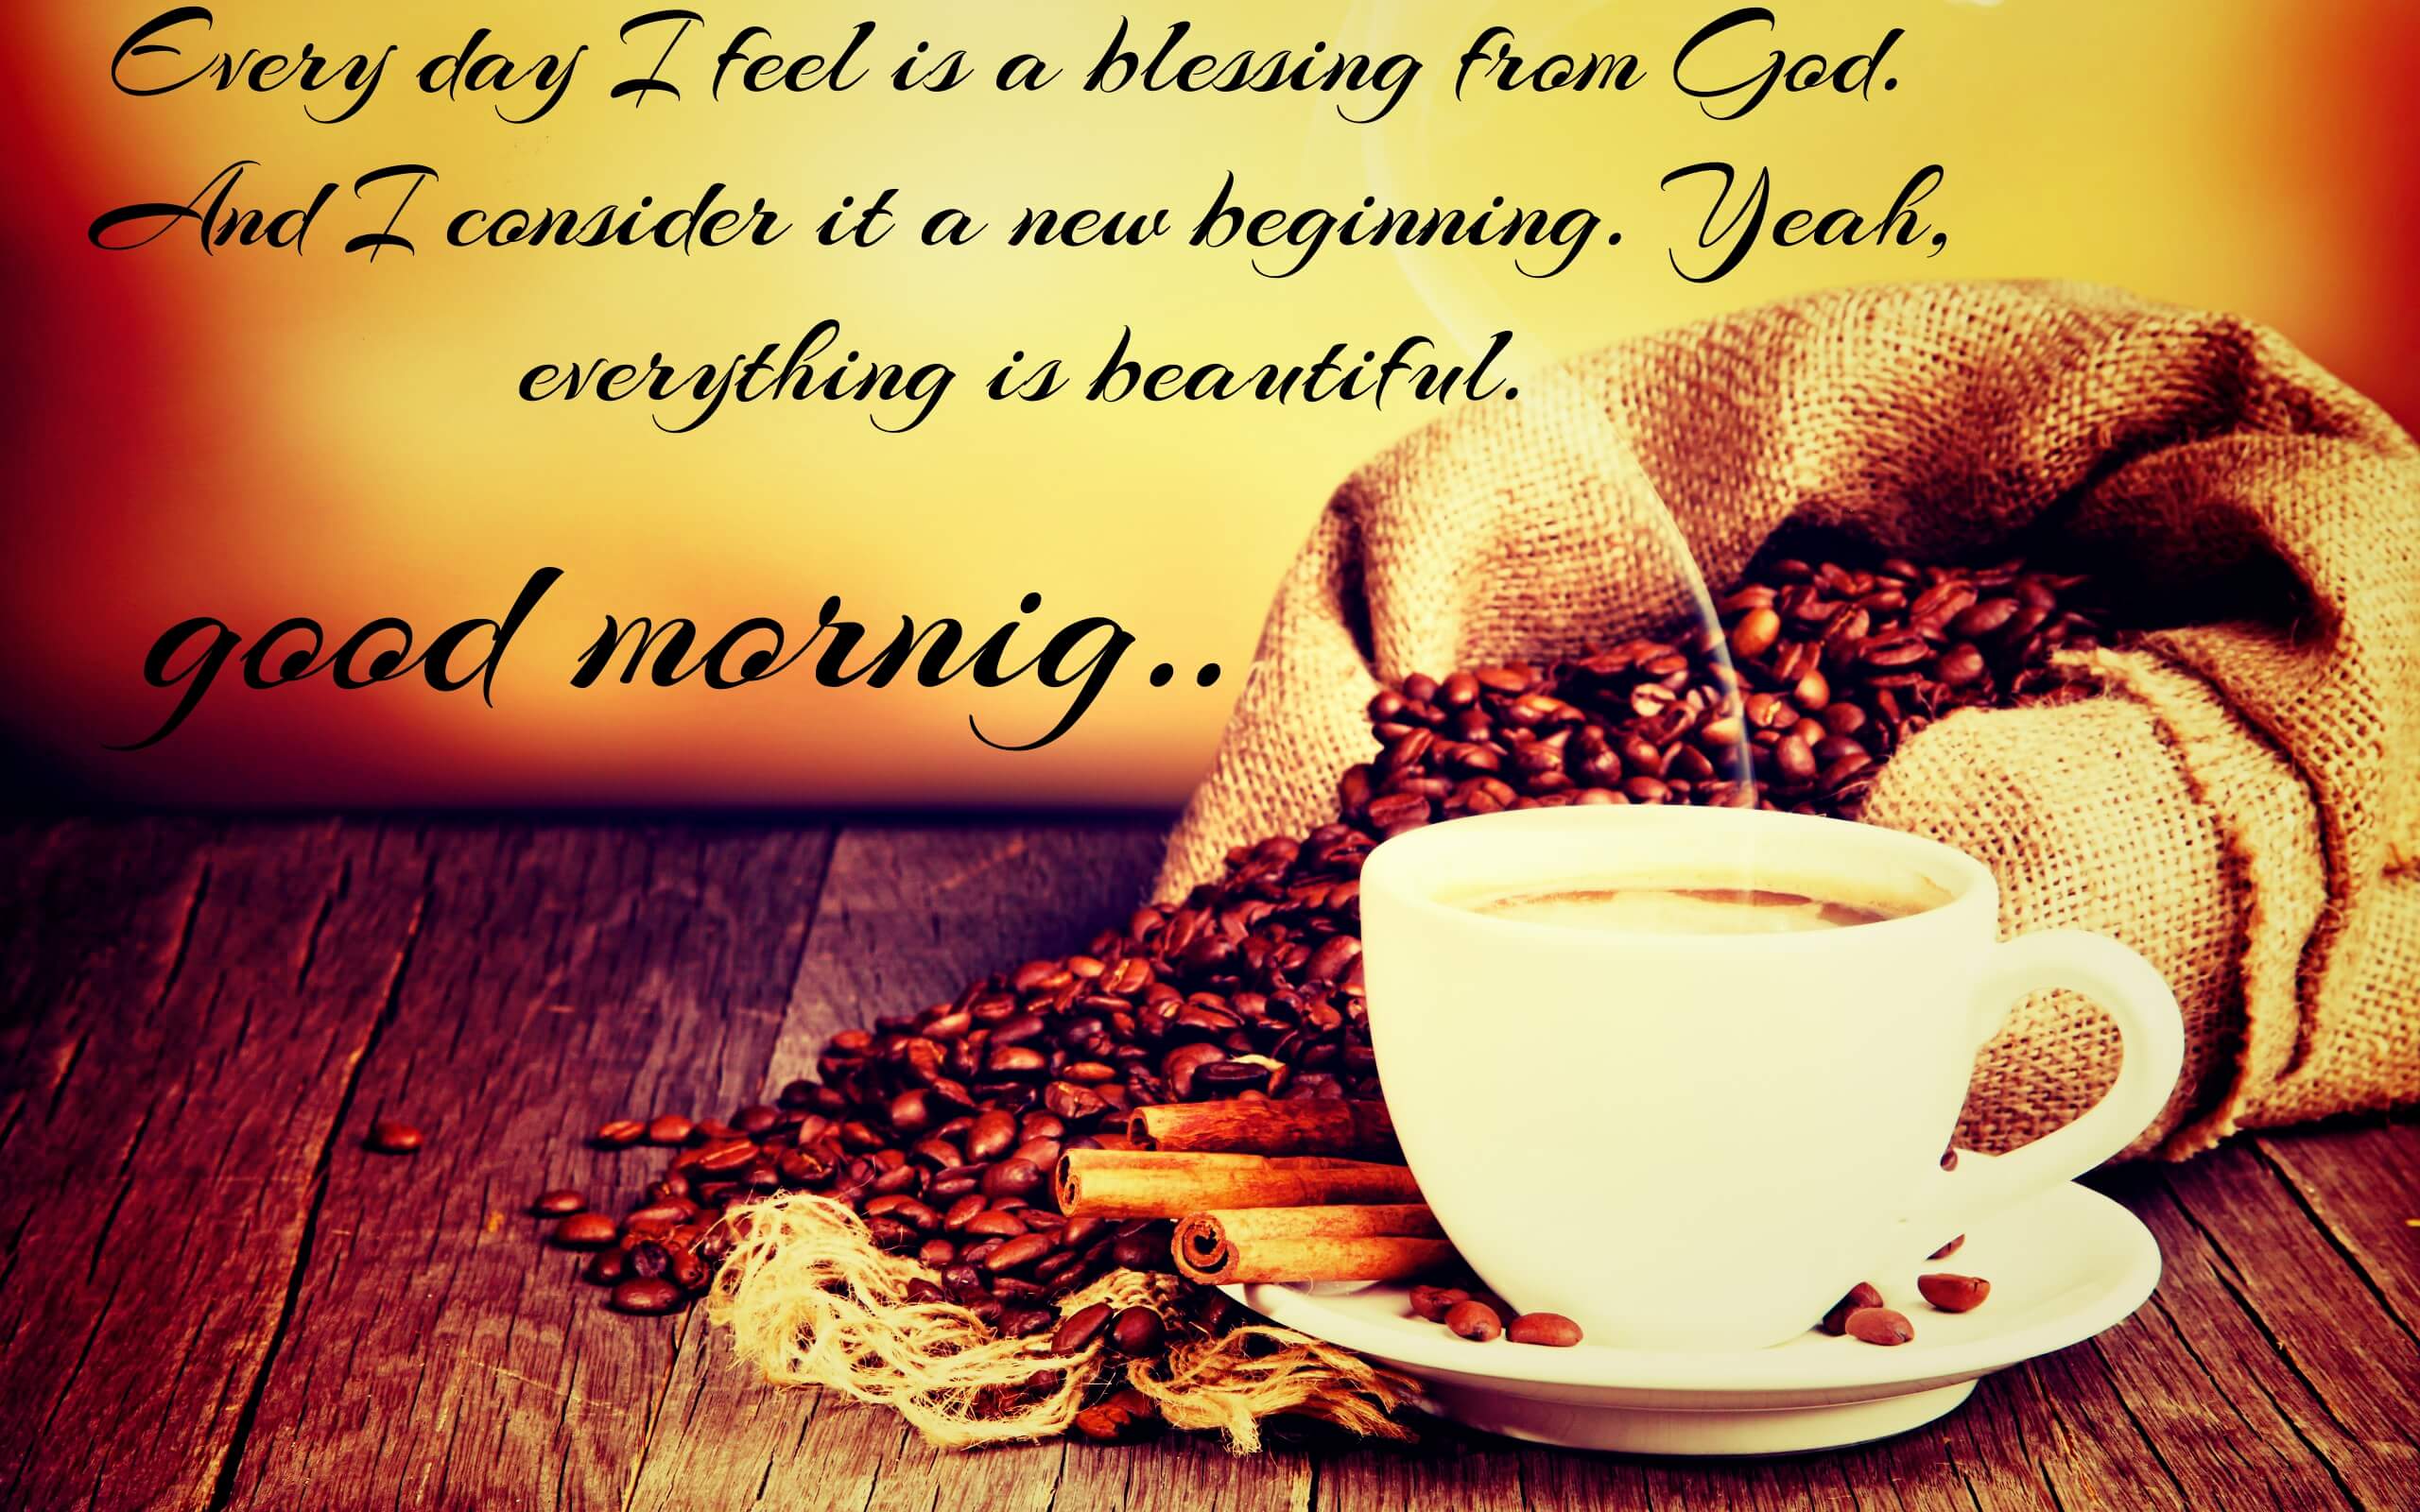 Every day I feel is a blessing from God.
And I consider it a new beginning. Yeah,
everything is beautiful.
good mornig..